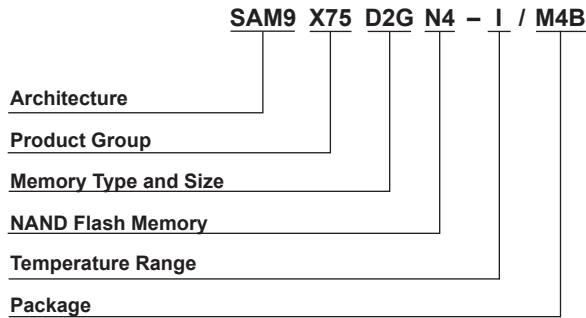 SAM9 X75 D2G N4 – I / M4B
Architecture
Product Group
Memory Type and Size
NAND Flash Memory
Temperature Range
Package